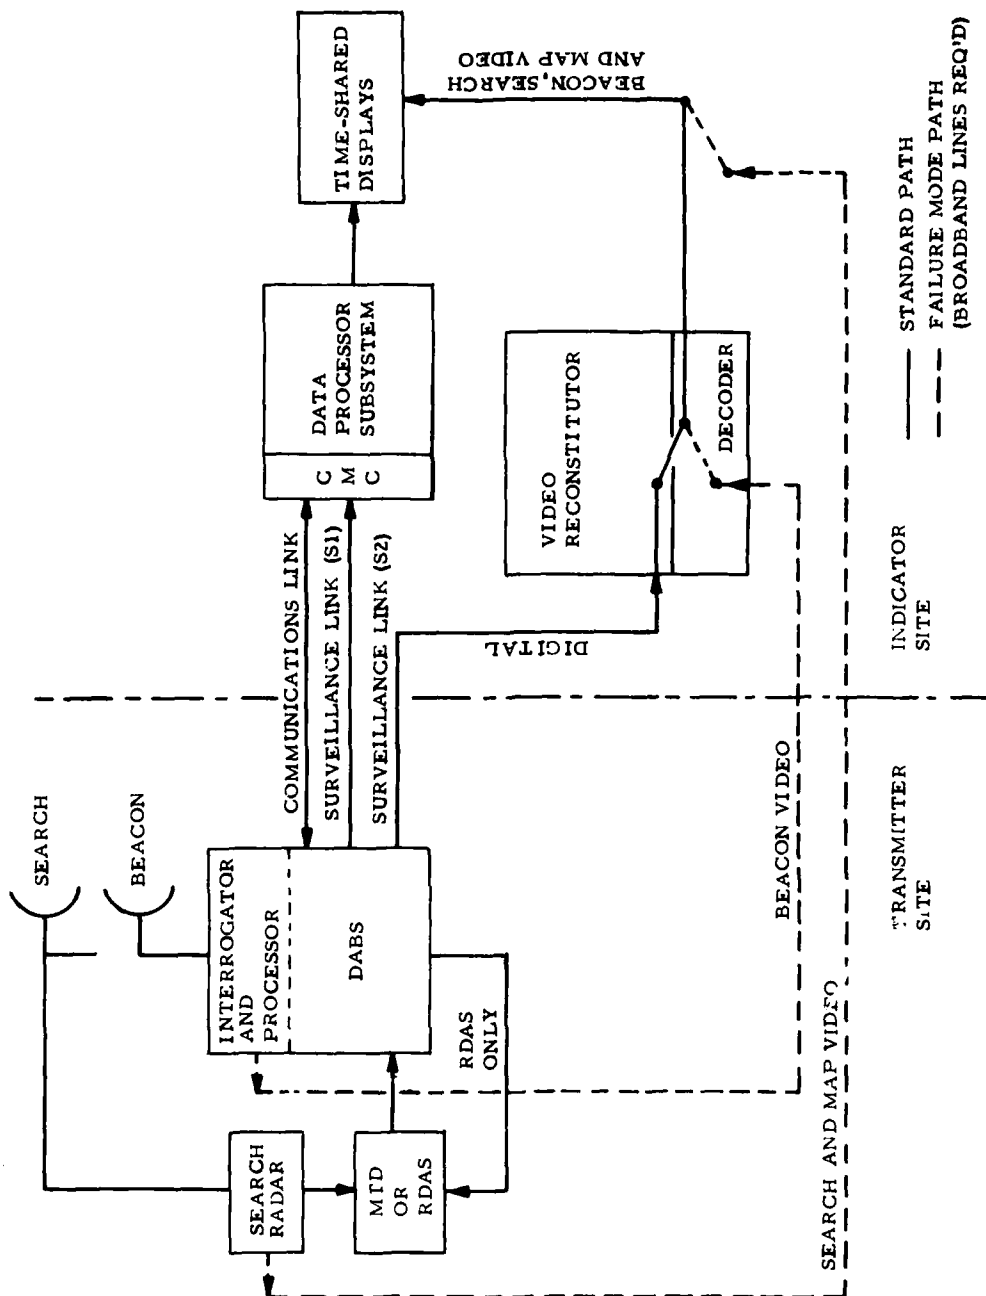 SEARCH
BEACON
INTERROGATOR
AND
PROCESSOR
DABS
SEARCH
RADAR
MTD
OR
RDAS
RDAS
ONLY
COMMUNICATIONS LINK
SURVEILLANCE LINK (S1)
SURVEILLANCE LINK (S2)
DIGITAL
C
M
C
DATA
PROCESSOR
SUBSYSTEM
TIME-SHARED
DISPLAYS
BEACON, SEARCH
AND MAP VIDEO
VIDEO
RECONSTITUTOR
DECODER
BEACON VIDEO
SEARCH AND MAP VIDEO
TRANSMITTER
SITE
INDICATOR
SITE
STANDARD PATH
FAILURE MODE PATH
(BROADBAND LINES REQ'D)